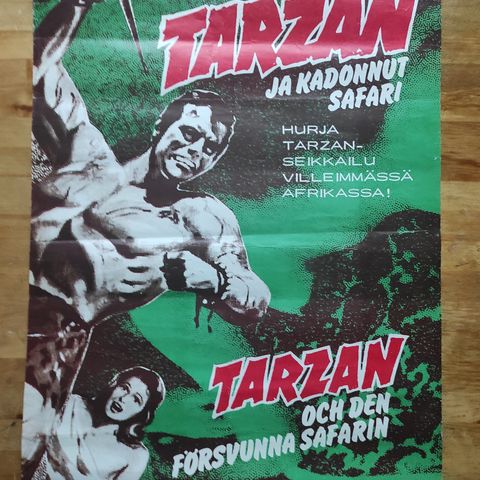 TARZAN
JA KADONNUT
SAFARI
HURJA
TARZAN-
SEIKKAILU
VILLEIMMÄSSÄ
AFRIKASSA!
TARZAN
OCH DEN
FÖRSVUNNA SAFARIN